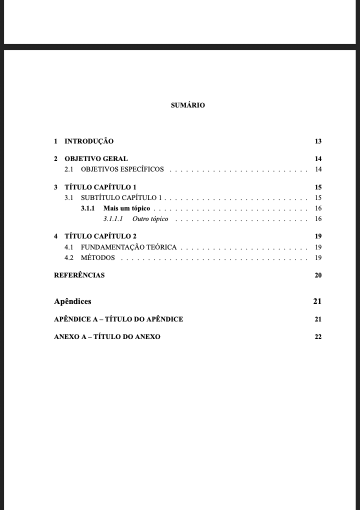 SUMÁRIO
1 INTRODUÇÃO 13
2 OBJETIVO GERAL 14
2.1 OBJETIVOS ESPECÍFICOS . . . . . . . . . . . . . . . . . . . . . . . . 14
3 TÍTULO CAPÍTULO 1 15
3.1 SUBTÍTULO CAPÍTULO 1 . . . . . . . . . . . . . . . . . . . . . . . . 15
3.1.1 Mais um tópico . . . . . . . . . . . . . . . . . . . . . . . . . . 16
3.1.1.1 Outro tópico . . . . . . . . . . . . . . . . . . . . . . . 16
4 TÍTULO CAPÍTULO 2 19
4.1 FUNDAMENTAÇÃO TEÓRICA . . . . . . . . . . . . . . . . . . . . . . 19
4.2 MÉTODOS . . . . . . . . . . . . . . . . . . . . . . . . . . . . . . . 19
REFERÊNCIAS 20
Apêndices 21
APÊNDICE A – TÍTULO DO APÊNDICE 21
ANEXO A – TÍTULO DO ANEXO 22